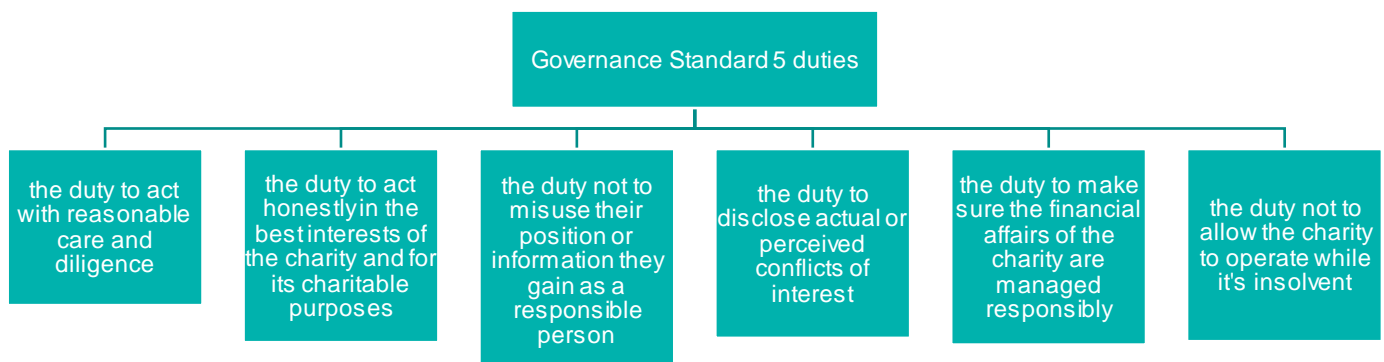 Governance Standard 5 duties
the duty to act
with reasonable
care and
diligence
the duty to act
honestly in the
best interests of
the charity and for
its charitable
purposes
the duty not to
misuse their
position or
information they
gain as a
responsible
person
the duty to
disclose actual or
perceived
conflicts of
interest
the duty to make
sure the financial
affairs of the
charity are
managed
responsibly
the duty not to
allow the charity
to operate while
it's insolvent